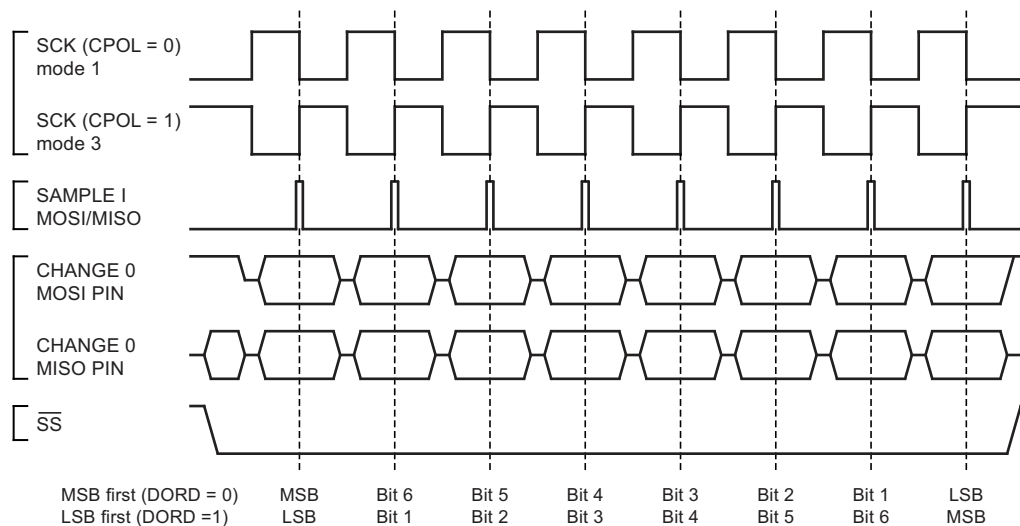 SCK (CPOL = 0)
mode 1
SCK (CPOL = 1)
mode 3
SAMPLE I
MOSI/MISO
CHANGE 0
MOSI PIN
CHANGE 0
MISO PIN
SS
MSB first (DORD = 0) MSB Bit 6 Bit 5 Bit 4 Bit 3 Bit 2 Bit 1 LSB
LSB first (DORD =1) LSB Bit 1 Bit 2 Bit 3 Bit 4 Bit 5 Bit 6 MSB